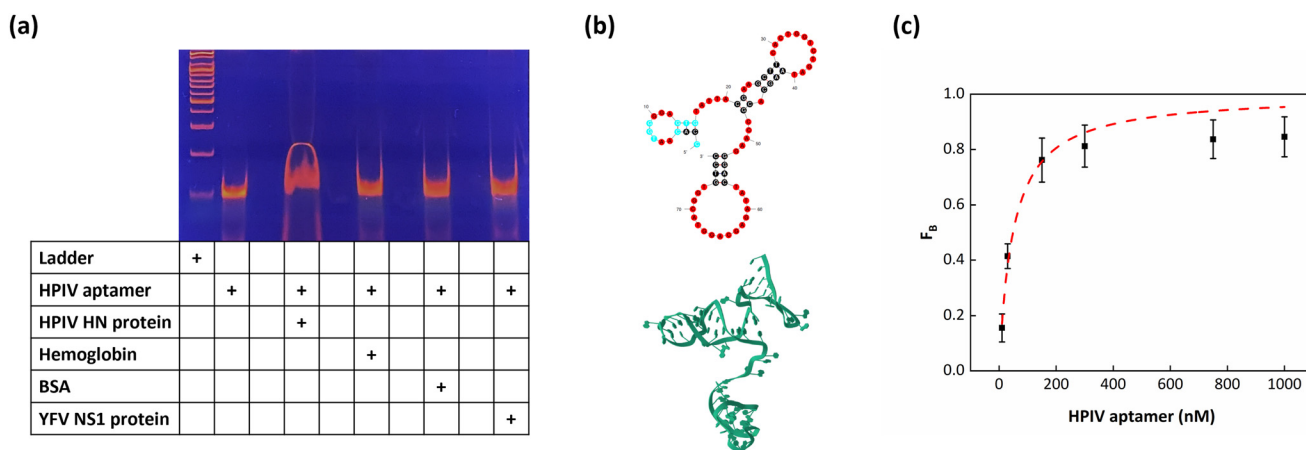 (a)
(b)
(c)
Ladder +
HPIV aptamer + + + + +
HPIV HN protein +
Hemoglobin +
BSA +
YFV NS1 protein +
10
20
30
40
50
60
70
5'
3'
1.0
0.8
0.6
0.4
0.2
0.0
F_B
0 200 400 600 800 1000
HPIV aptamer (nM)